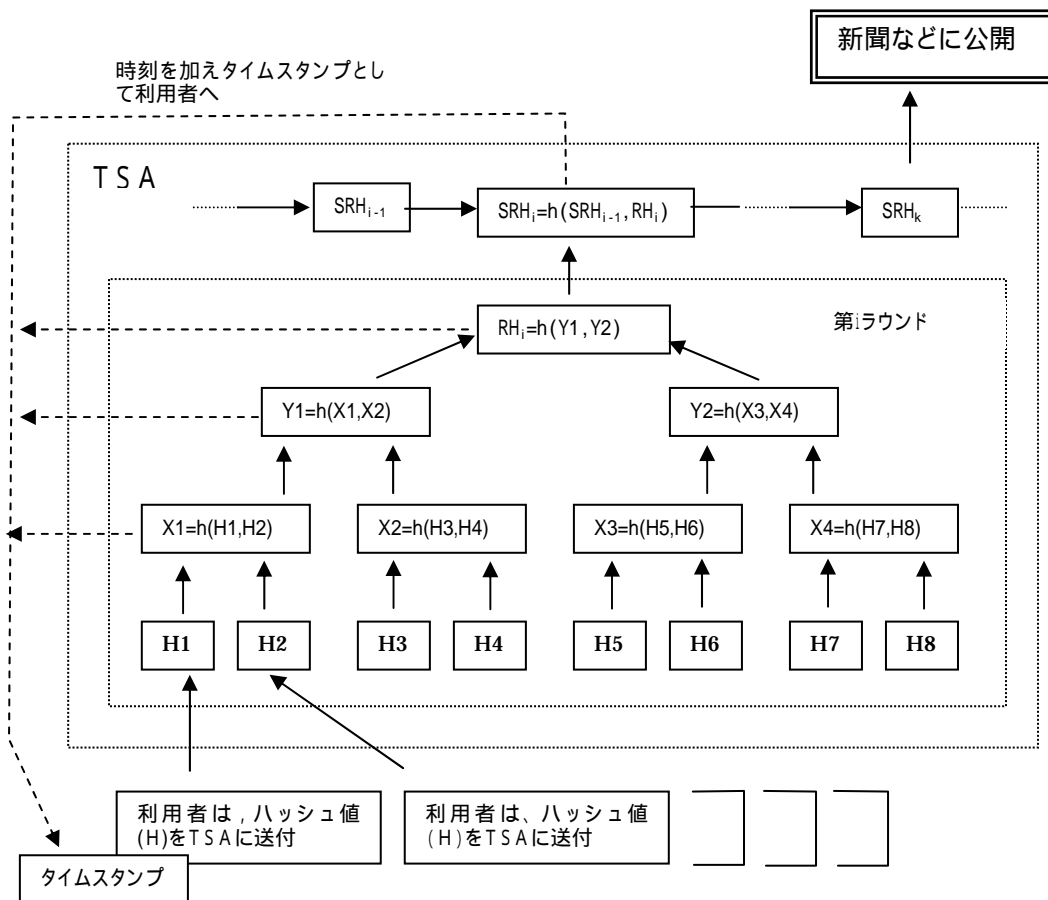 新聞などに公開
時刻を加えタイムスタンプとし
て利用者へ
TSA
SRHi-1
SRHi=h(SRHi-1,RHi)
SRHk
RHi=h(Y1,Y2)
第iラウンド
Y1=h(X1,X2)
Y2=h(X3,X4)
X1=h(H1,H2)
X2=h(H3,H4)
X3=h(H5,H6)
X4=h(H7,H8)
H1
H2
H3
H4
H5
H6
H7
H8
利用者は,ハッシュ値
(H)をTSAに送付
利用者は、ハッシュ値
(H)をTSAに送付
タイムスタンプ